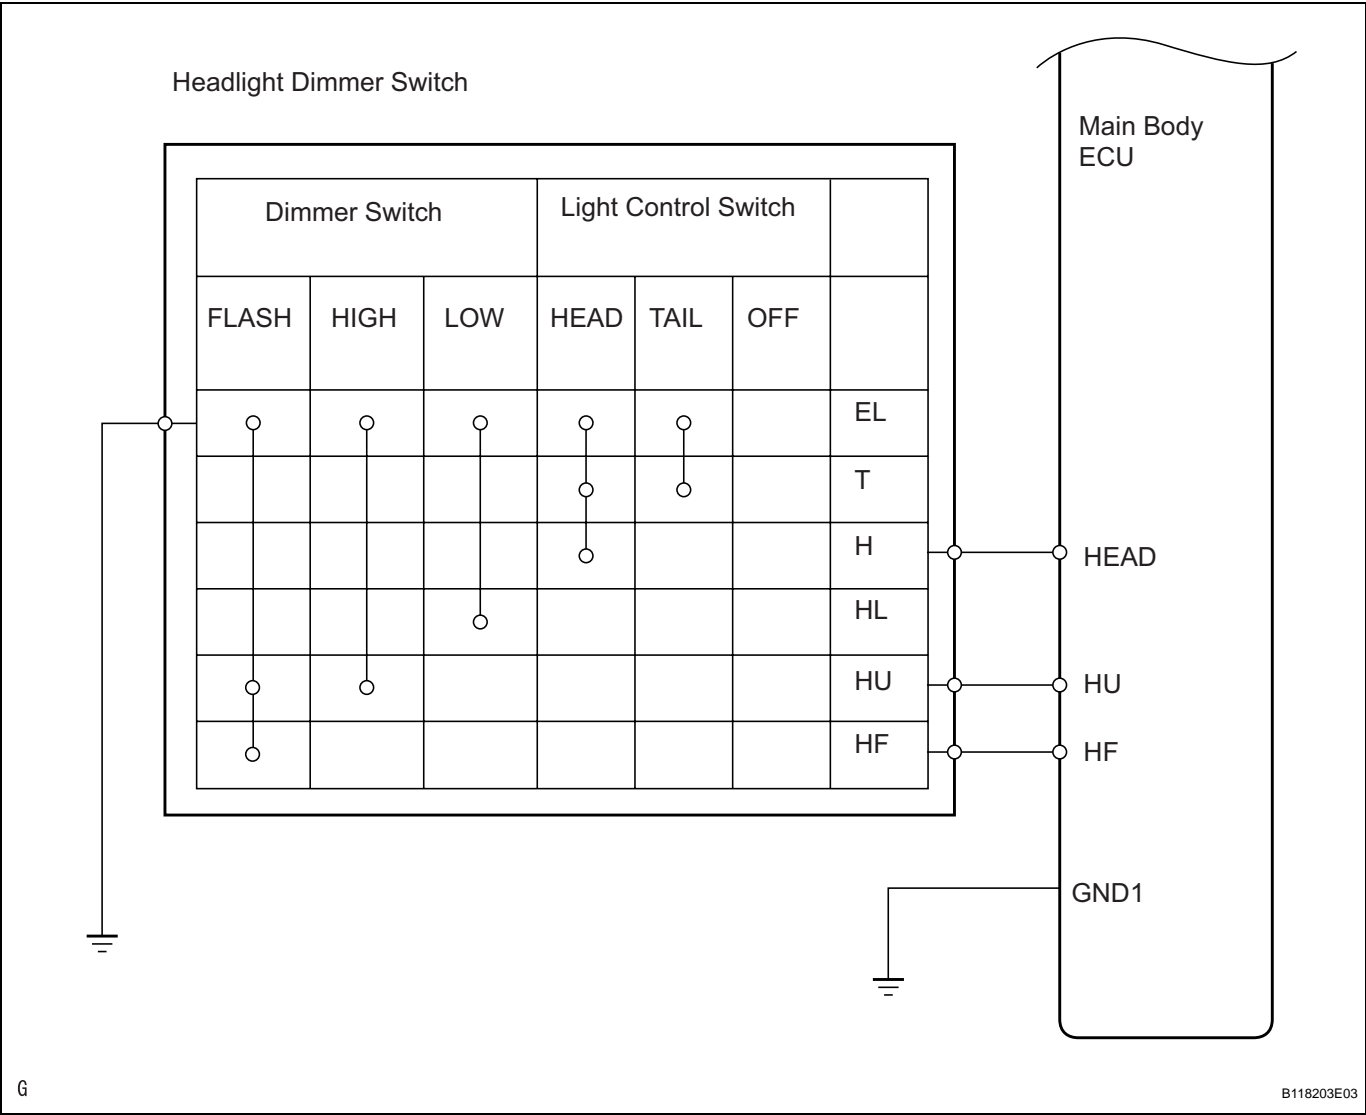 Headlight Dimmer Switch
Main Body
ECU
Dimmer Switch
Light Control Switch
FLASH
HIGH
LOW
HEAD
TAIL
OFF
EL
T
H
HL
HU
HF
HEAD
HU
HF
GND1
G
B118203E03